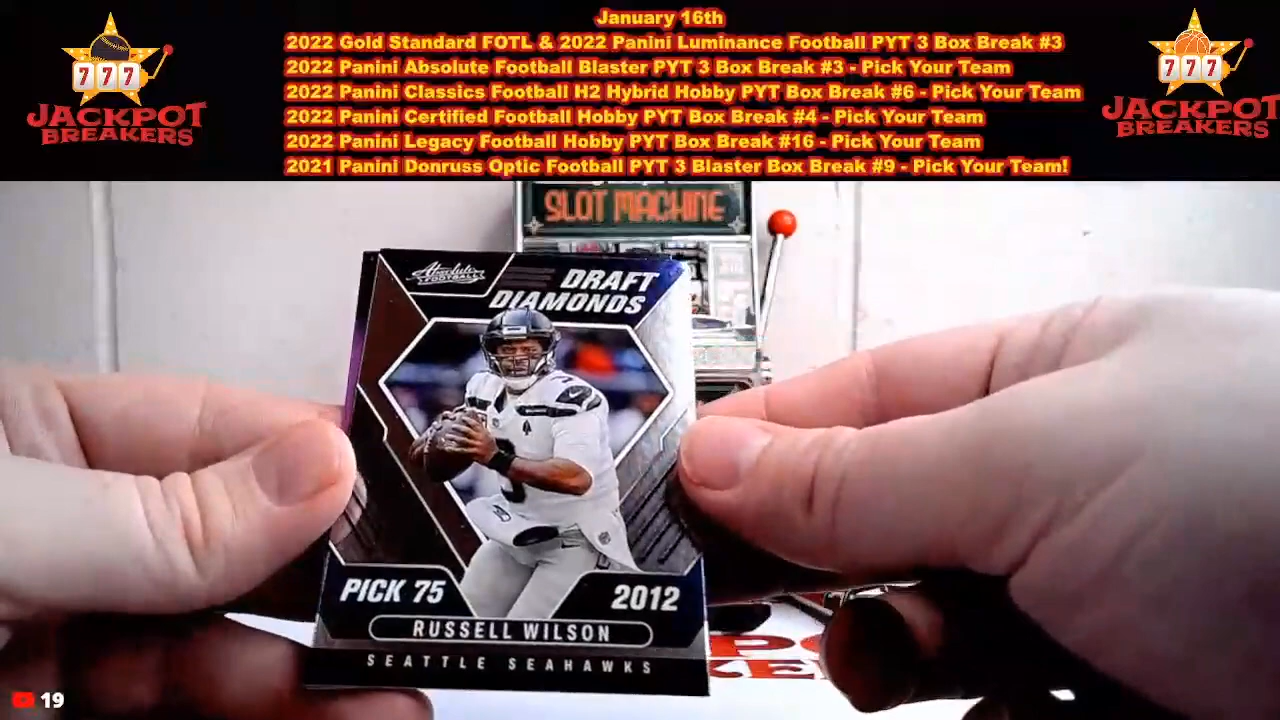 January 16th
2022 Gold Standard FOTL & 2022 Panini Luminance Football PYT 3 Box Break #3
2022 Panini Absolute Football Blaster PYT 3 Box Break #3 - Pick Your Team
2022 Panini Classics Football H2 Hybrid Hobby PYT Box Break #6 - Pick Your Team
2022 Panini Certified Football Hobby PYT Box Break #4 - Pick Your Team
2022 Panini Legacy Football Hobby PYT Box Break #16 - Pick Your Team
2021 Panini Donruss Optic Football PYT 3 Blaster Box Break #9 - Pick Your Team!
777
JACKPOT
BREAKERS
777
JACKPOT
BREAKERS
SLOT MACHINE
Absolute
FOOTBALL
DRAFT
DIAMONDS
3
PICK 75
2012
RUSSELL WILSON
SEATTLE SEAHAWKS
19